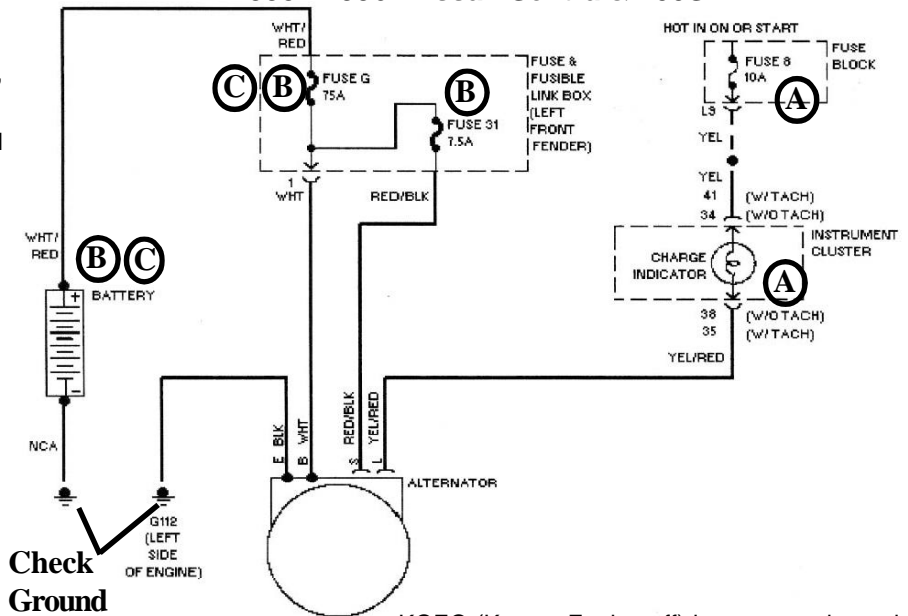 WHT/
RED
C
B
FUSE G
75A
B
FUSE 31
7.5A
FUSE &
FUSIBLE
LINK BOX
(LEFT
FRONT
FENDER)
HOT IN ON OR START
FUSE 8
10A
FUSE
BLOCK
A
YEL
YEL
41 (W/TACH)
34 (W/O TACH)
1
WHT
RED/BLK
WHT/
RED
B
C
+
BATTERY
-
INSTRUMENT
CLUSTER
CHARGE
INDICATOR
A
38 (W/O TACH)
35 (W/TACH)
YEL/RED
NCA
E BLK
B WHT
S RED/BLK
L YEL/RED
ALTERNATOR
G112
(LEFT
SIDE
OF ENGINE)
Check
Ground